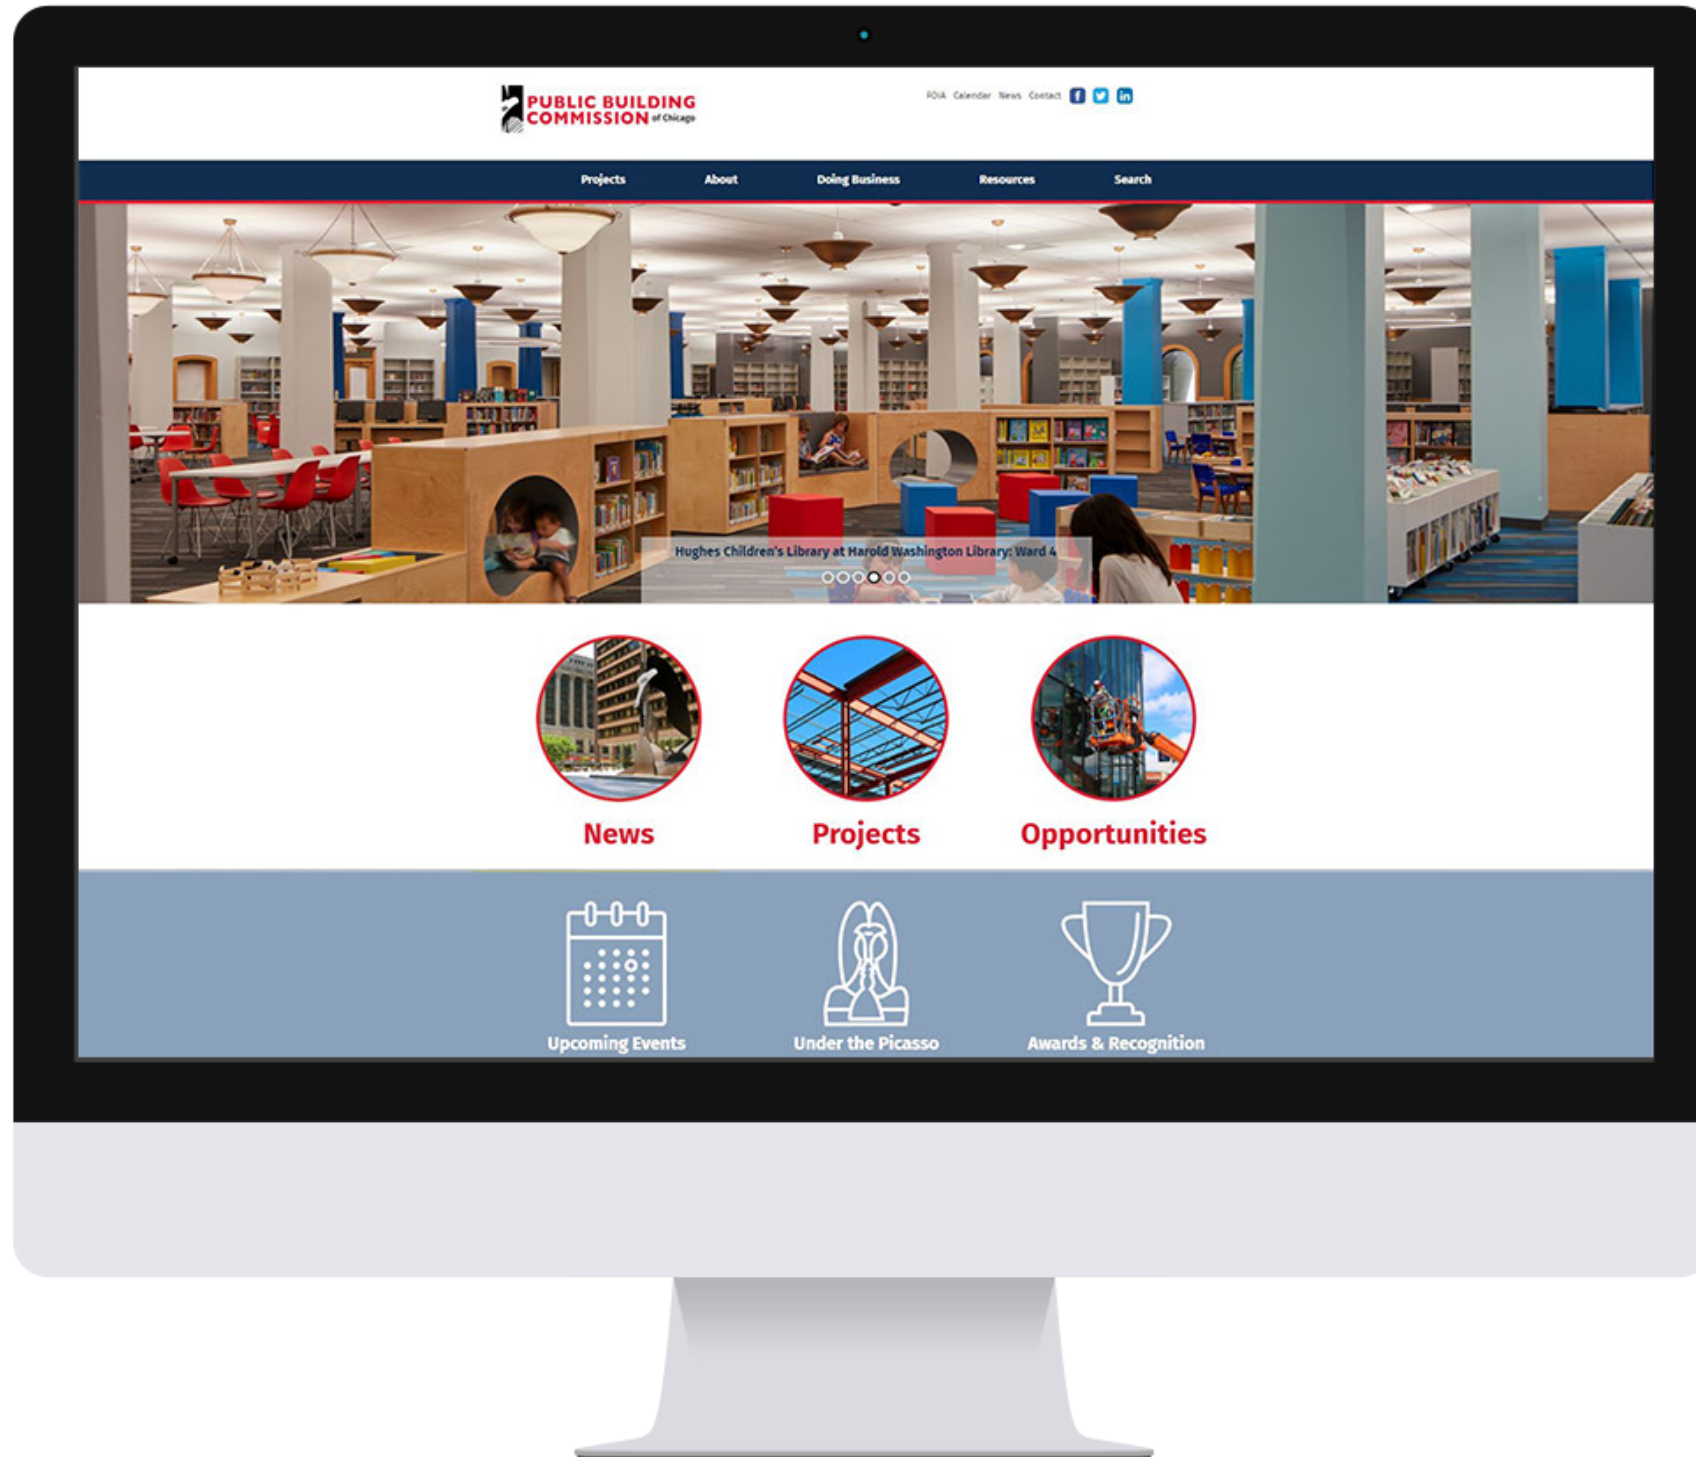 PUBLIC BUILDING
COMMISSION of Chicago
FOIA Calendar News Contact
Projects About Doing Business Resources Search
Hughes Children's Library at Harold Washington Library: Ward 4
News Projects Opportunities
Upcoming Events Under the Picasso Awards & Recognition